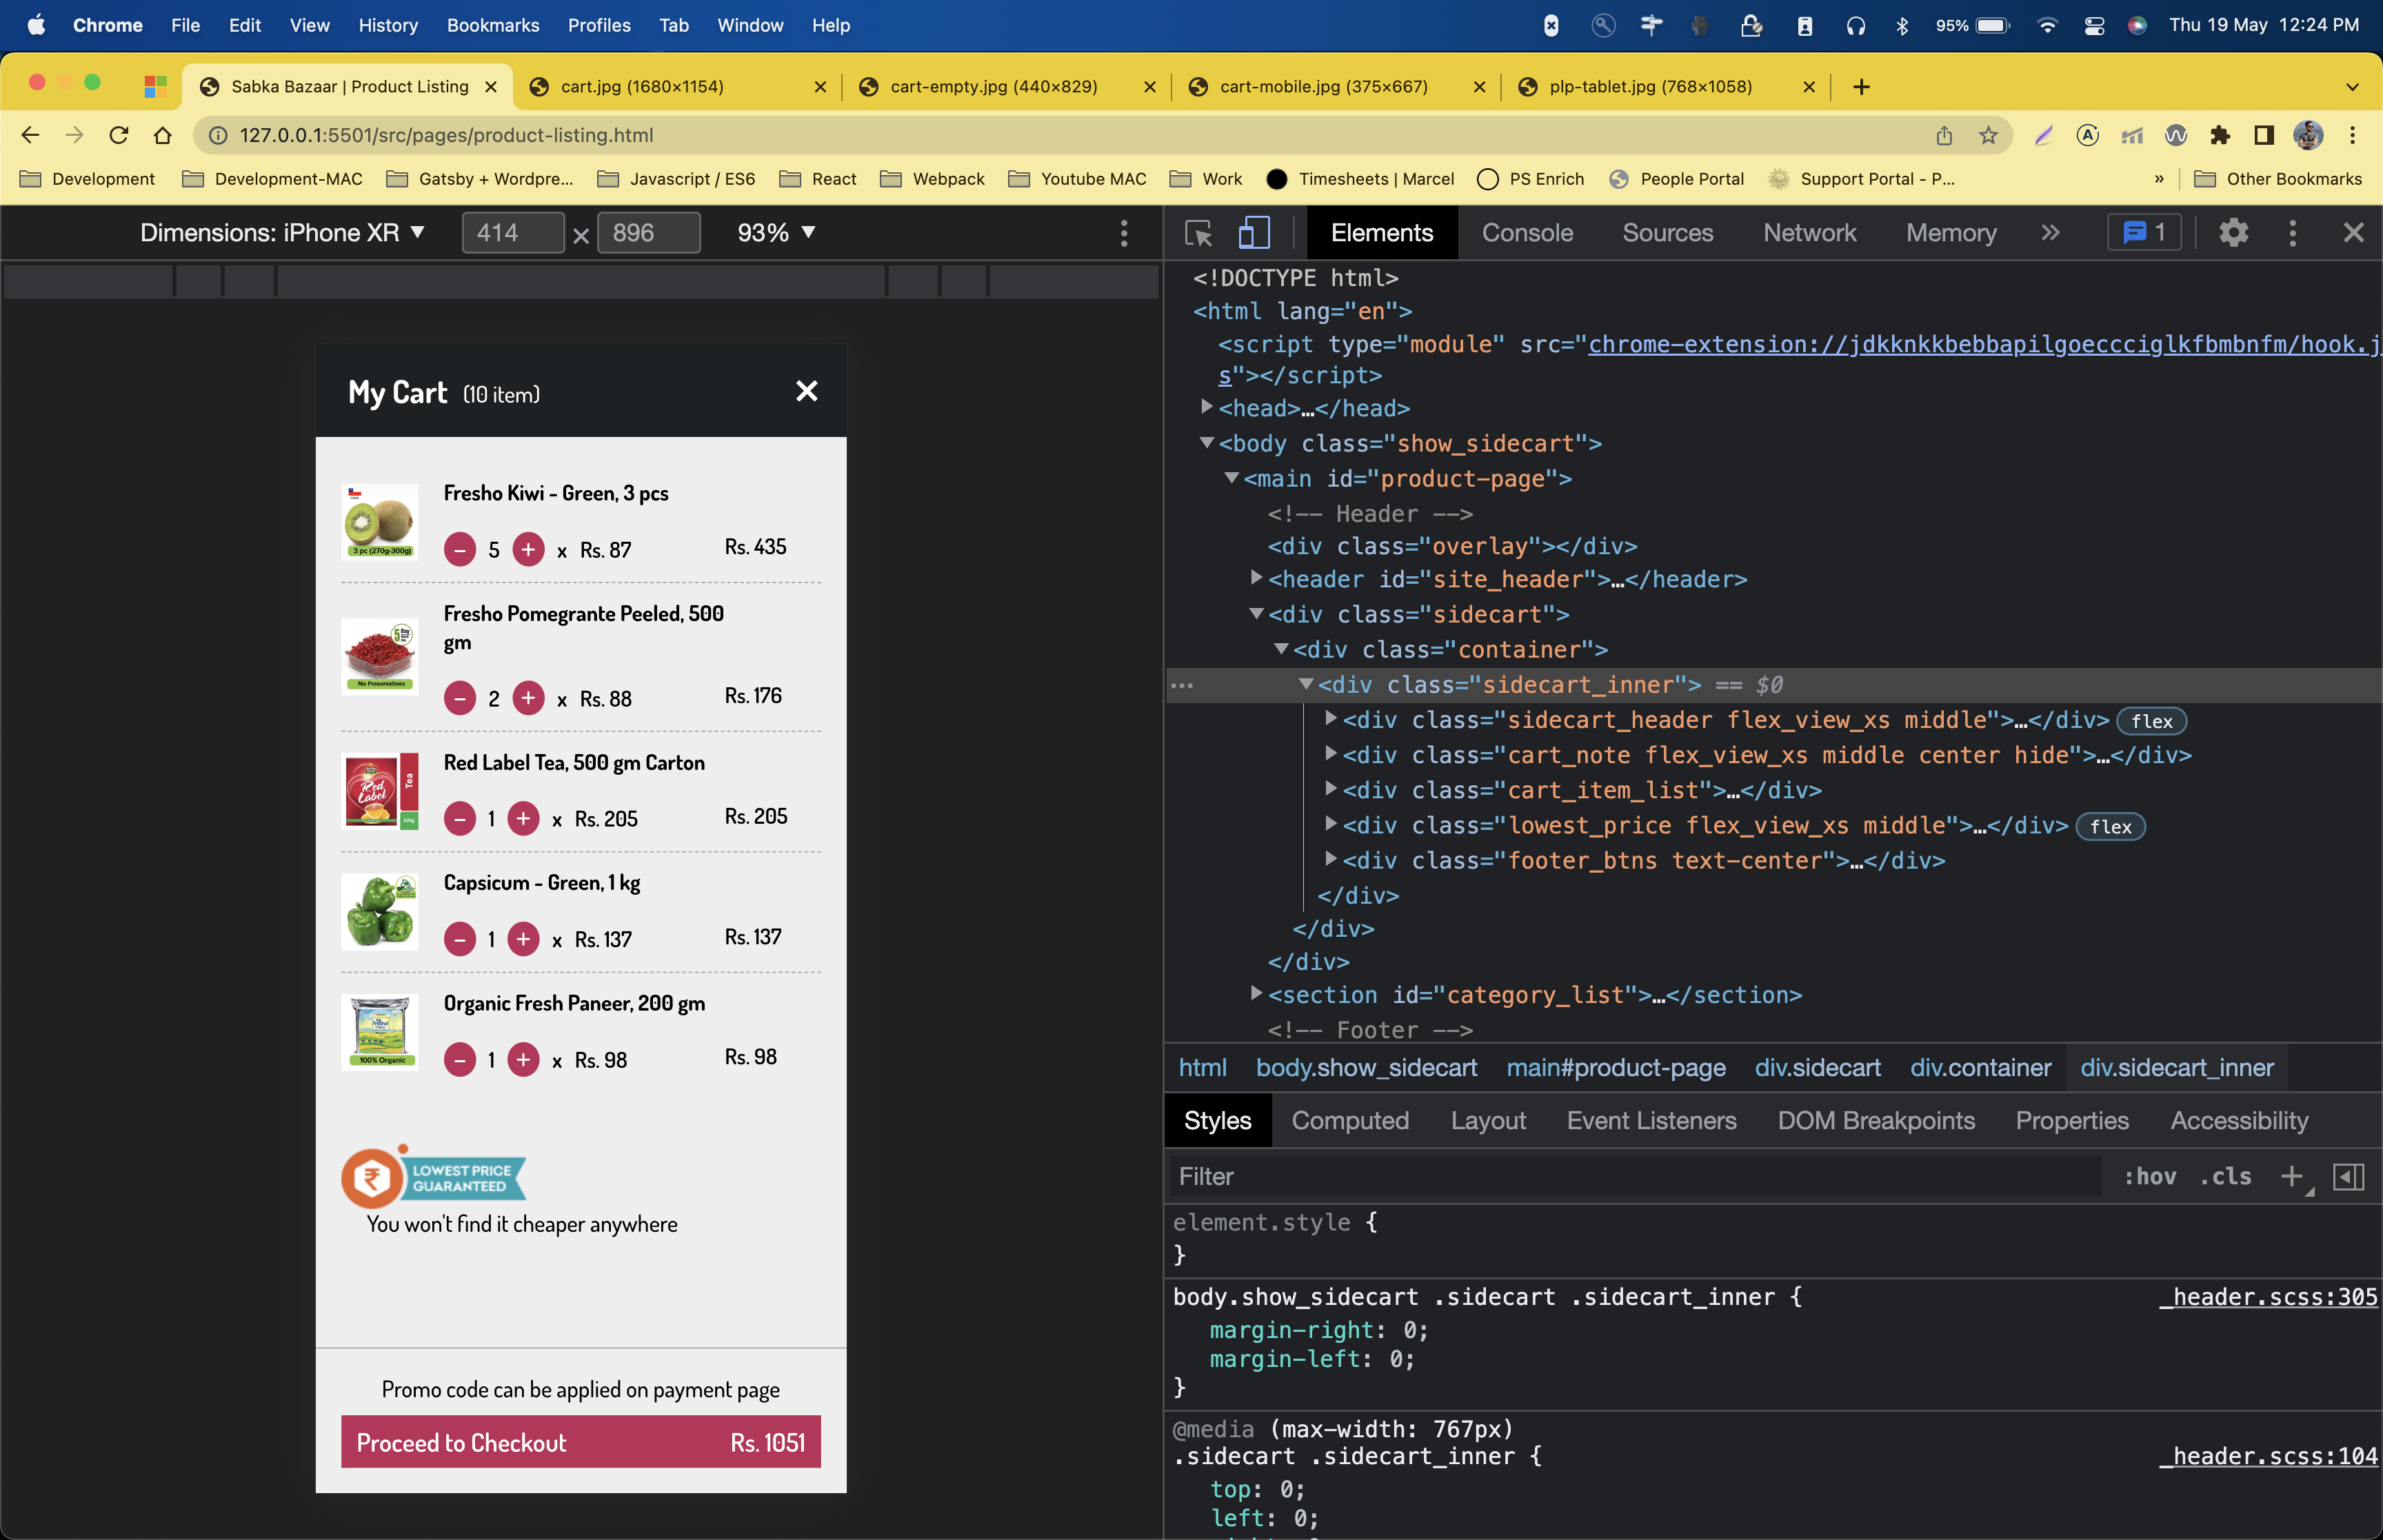 Chrome File Edit View History Bookmarks Profiles Tab Window Help 95% Thu 19 May 12:24 PM
Sabka Bazaar | Product Listing cart.jpg (1680×1154) cart-empty.jpg (440×829) cart-mobile.jpg (375×667) plp-tablet.jpg (768×1058)
127.0.0.1:5501/src/pages/product-listing.html
Development Development-MAC Gatsby + Wordpre... Javascript / ES6 React Webpack Youtube MAC Work Timesheets | Marcel PS Enrich People Portal Support Portal - P... » Other Bookmarks
Dimensions: iPhone XR ▼ 414 × 896 93% ▼
My Cart (10 item)
Fresho Kiwi - Green, 3 pcs
3 pc (270g-300g)
− 5 + x Rs. 87 Rs. 435
Fresho Pomegrante Peeled, 500
gm
No Preservatives
− 2 + x Rs. 88 Rs. 176
Red Label Tea, 500 gm Carton
Red Label
Tea
− 1 + x Rs. 205 Rs. 205
Capsicum - Green, 1 kg
− 1 + x Rs. 137 Rs. 137
Organic Fresh Paneer, 200 gm
100% Organic
− 1 + x Rs. 98 Rs. 98
₹ LOWEST PRICE
GUARANTEED
You won't find it cheaper anywhere
Promo code can be applied on payment page
Proceed to Checkout Rs. 1051
Elements Console Sources Network Memory » 1
<!DOCTYPE html>
<html lang="en">
<script type="module" src="chrome-extension://jdkknkkbebbapilgoeccciglkfbmbnfm/hook.j
s"></script>
<head>…</head>
<body class="show_sidecart">
<main id="product-page">
<!-- Header -->
<div class="overlay"></div>
<header id="site_header">…</header>
<div class="sidecart">
<div class="container">
<div class="sidecart_inner"> == $0
<div class="sidecart_header flex_view_xs middle">…</div> flex
<div class="cart_note flex_view_xs middle center hide">…</div>
<div class="cart_item_list">…</div>
<div class="lowest_price flex_view_xs middle">…</div> flex
<div class="footer_btns text-center">…</div>
</div>
</div>
</div>
<section id="category_list">…</section>
<!-- Footer -->
html body.show_sidecart main#product-page div.sidecart div.container div.sidecart_inner
Styles Computed Layout Event Listeners DOM Breakpoints Properties Accessibility
Filter :hov .cls +
element.style {
}
body.show_sidecart .sidecart .sidecart_inner { _header.scss:305
margin-right: 0;
margin-left: 0;
}
@media (max-width: 767px)
.sidecart .sidecart_inner { _header.scss:104
top: 0;
left: 0;